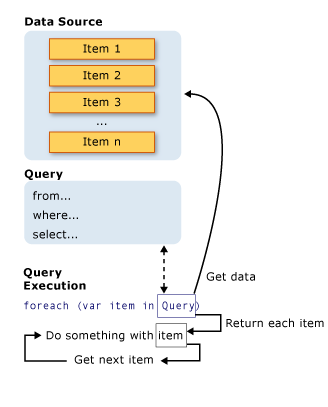 Data Source
Item 1
Item 2
Item 3
...
Item n
Query
from...
where...
select...
Query
Execution
Get data
foreach (var item in Query)
Return each item
Do something with item
Get next item